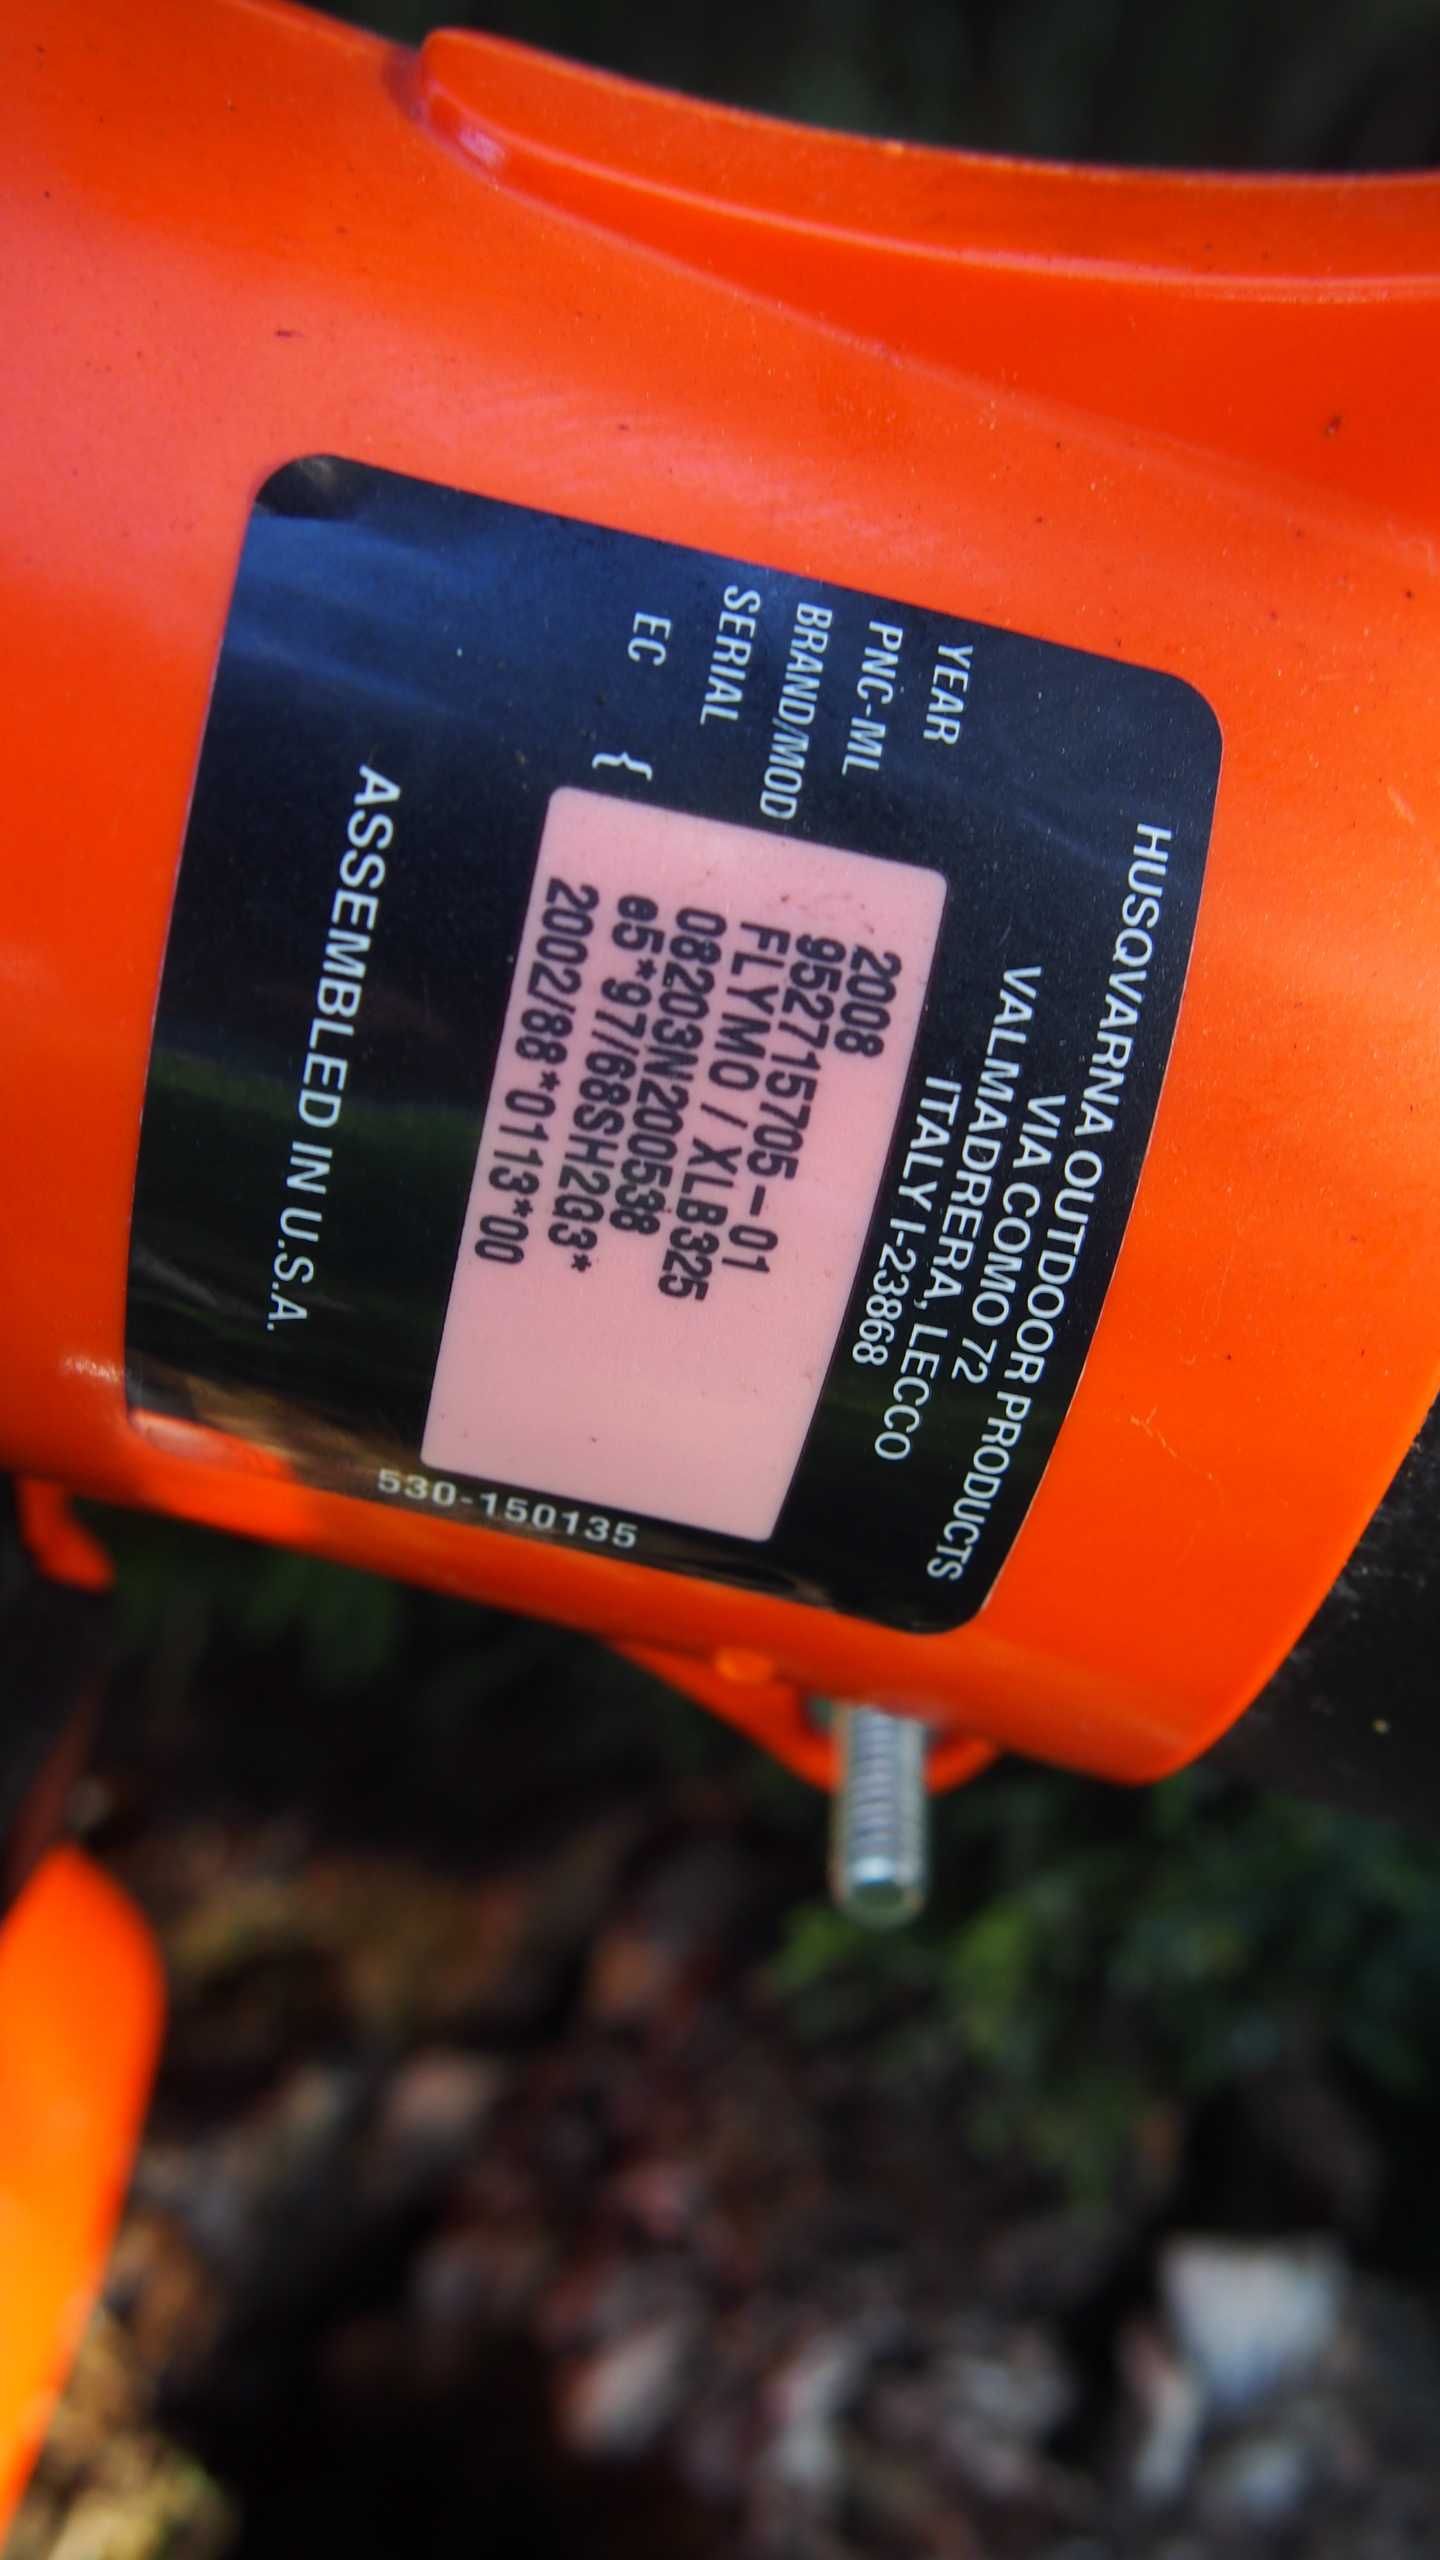 HUSQVARNA OUTDOOR PRODUCTS
VIA COMO 72
VALMADRERA, LECCO
ITALY I-23868
YEAR 2008
PNC-ML 952715705-01
BRAND/MOD FLYMO / XLB325
SERIAL 08203N200538
EC { e5*97/68SH2G3*
2002/88*0113*00
ASSEMBLED IN U.S.A.
530-150135